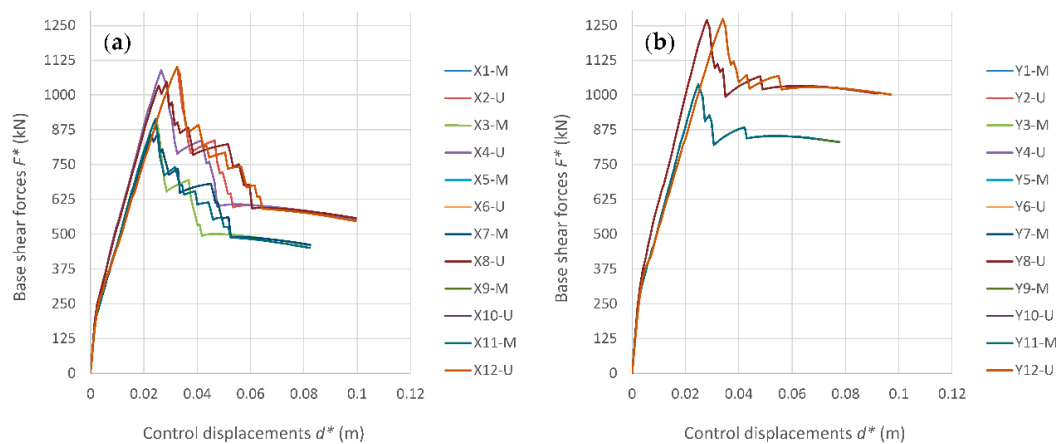 (a)
Base shear forces F* (kN)
1250
1125
1000
875
750
625
500
375
250
125
0
0 0.02 0.04 0.06 0.08 0.10 0.12
Control displacements d* (m)
X1-M
X2-U
X3-M
X4-U
X5-M
X6-U
X7-M
X8-U
X9-M
X10-U
X11-M
X12-U
(b)
Base shear forces F* (kN)
1250
1125
1000
875
750
625
500
375
250
125
0
0 0.02 0.04 0.06 0.08 0.1 0.12
Control displacements d* (m)
Y1-M
Y2-U
Y3-M
Y4-U
Y5-M
Y6-U
Y7-M
Y8-U
Y9-M
Y10-U
Y11-M
Y12-U